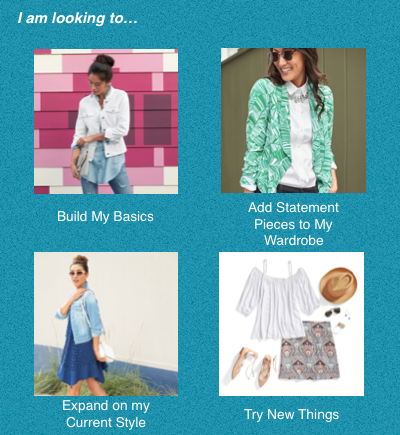 I am looking to…
Build My Basics
Add Statement
Pieces to My
Wardrobe
Expand on my
Current Style
Try New Things